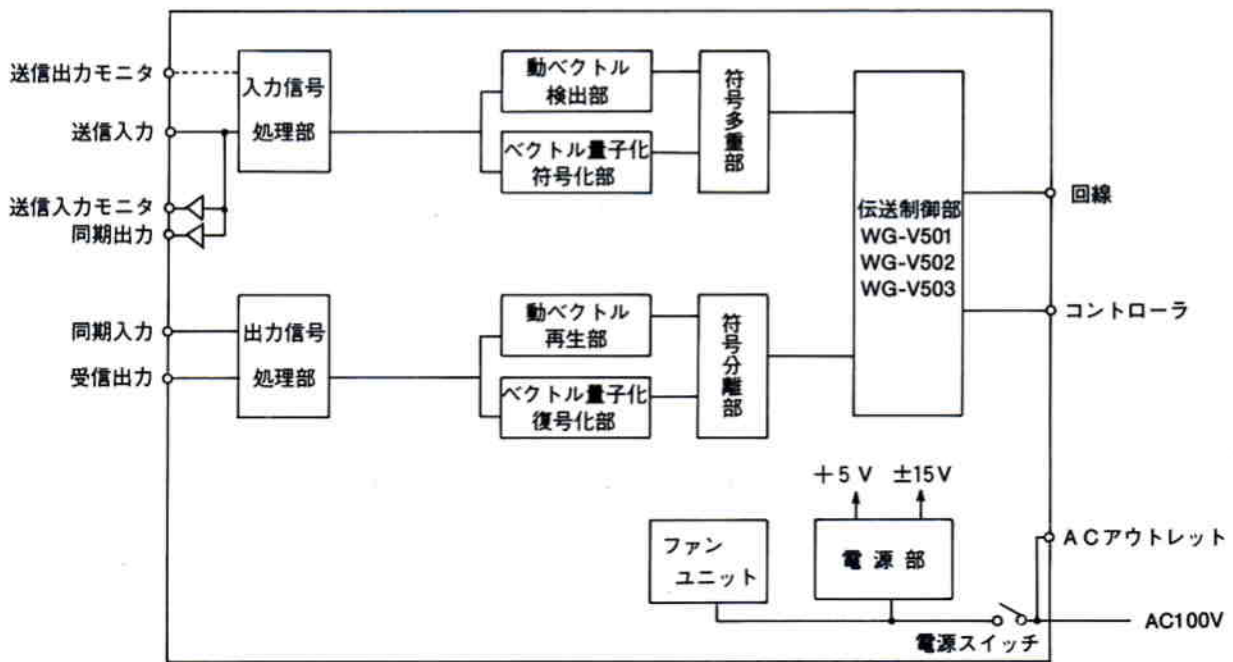 送信出力モニタ
送信入力
送信入力モニタ
同期出力
入力信号
処理部
動ベクトル
検出部
ベクトル量子化
符号化部
符号多重部
伝送制御部
WG-V501
WG-V502
WG-V503
回線
コントローラ
同期入力
受信出力
出力信号
処理部
動ベクトル
再生部
ベクトル量子化
復号化部
符号分離部
+5V ±15V
ファン
ユニット
電源部
ACアウトレット
AC100V
電源スイッチ